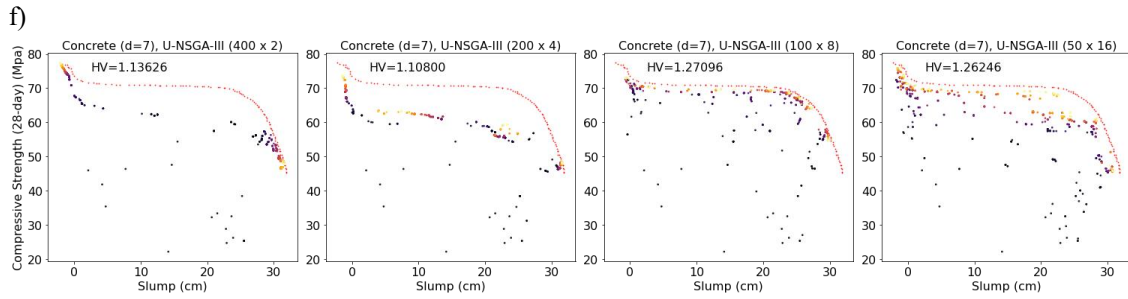 f)
Concrete (d=7), U-NSGA-III (400 x 2)
Concrete (d=7), U-NSGA-III (200 x 4)
Concrete (d=7), U-NSGA-III (100 x 8)
Concrete (d=7), U-NSGA-III (50 x 16)
HV=1.13626
HV=1.10800
HV=1.27096
HV=1.26246
Compressive Strength (28-day) (Mpa)
80
70
60
50
40
30
20
0 10 20 30
Slump (cm)
80
70
60
50
40
30
20
0 10 20 30
Slump (cm)
80
70
60
50
40
30
20
0 10 20 30
Slump (cm)
80
70
60
50
40
30
20
0 10 20 30
Slump (cm)